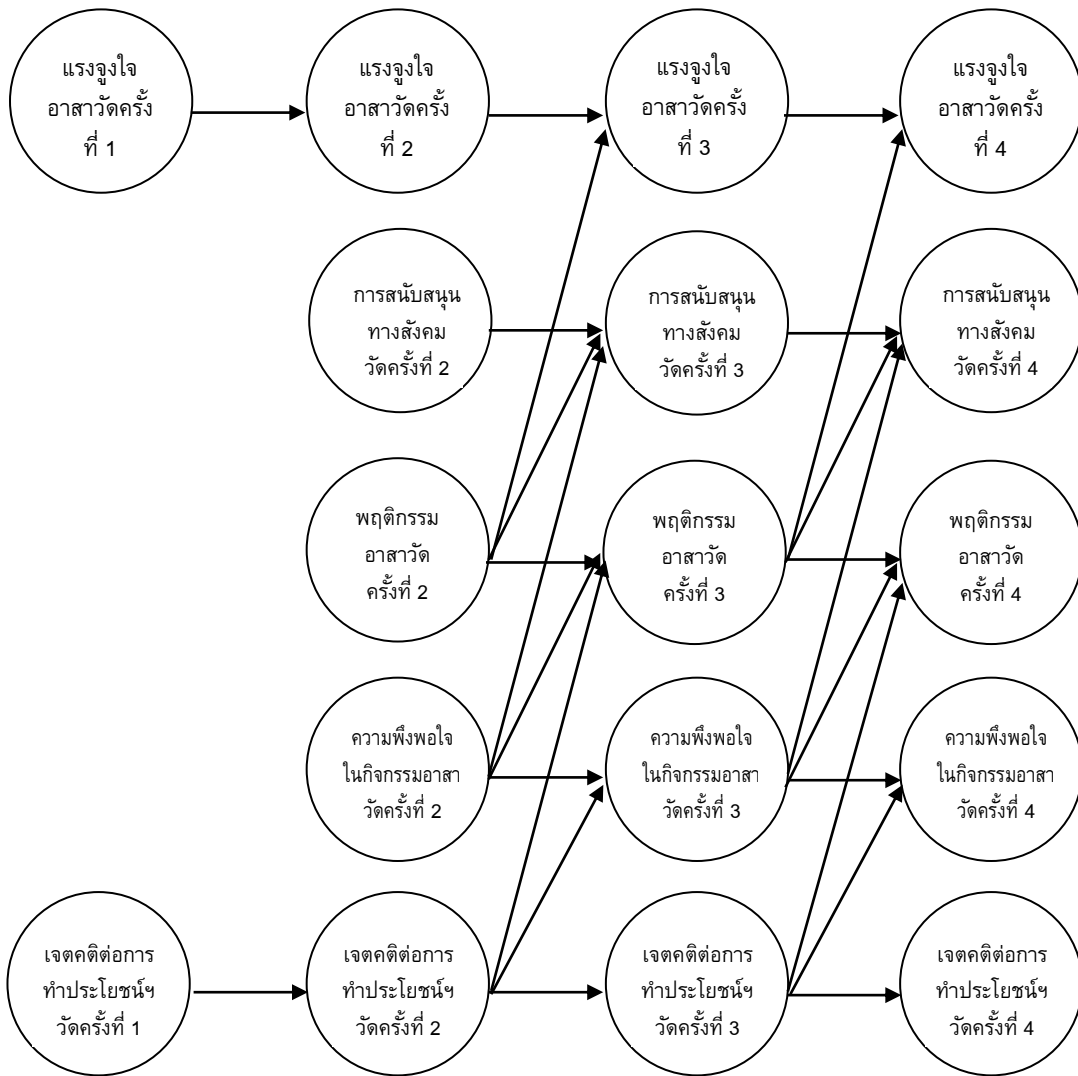 แรงจูงใจ
อาสาวัดครั้ง
ที่ 1
แรงจูงใจ
อาสาวัดครั้ง
ที่ 2
แรงจูงใจ
อาสาวัดครั้ง
ที่ 3
แรงจูงใจ
อาสาวัดครั้ง
ที่ 4
การสนับสนุน
ทางสังคม
วัดครั้งที่ 2
การสนับสนุน
ทางสังคม
วัดครั้งที่ 3
การสนับสนุน
ทางสังคม
วัดครั้งที่ 4
พฤติกรรม
อาสาวัด
ครั้งที่ 2
พฤติกรรม
อาสาวัด
ครั้งที่ 3
พฤติกรรม
อาสาวัด
ครั้งที่ 4
ความพึงพอใจ
ในกิจกรรมอาสา
วัดครั้งที่ 2
ความพึงพอใจ
ในกิจกรรมอาสา
วัดครั้งที่ 3
ความพึงพอใจ
ในกิจกรรมอาสา
วัดครั้งที่ 4
เจตคติต่อการ
ทำประโยชน์ฯ
วัดครั้งที่ 1
เจตคติต่อการ
ทำประโยชน์ฯ
วัดครั้งที่ 2
เจตคติต่อการ
ทำประโยชน์ฯ
วัดครั้งที่ 3
เจตคติต่อการ
ทำประโยชน์ฯ
วัดครั้งที่ 4